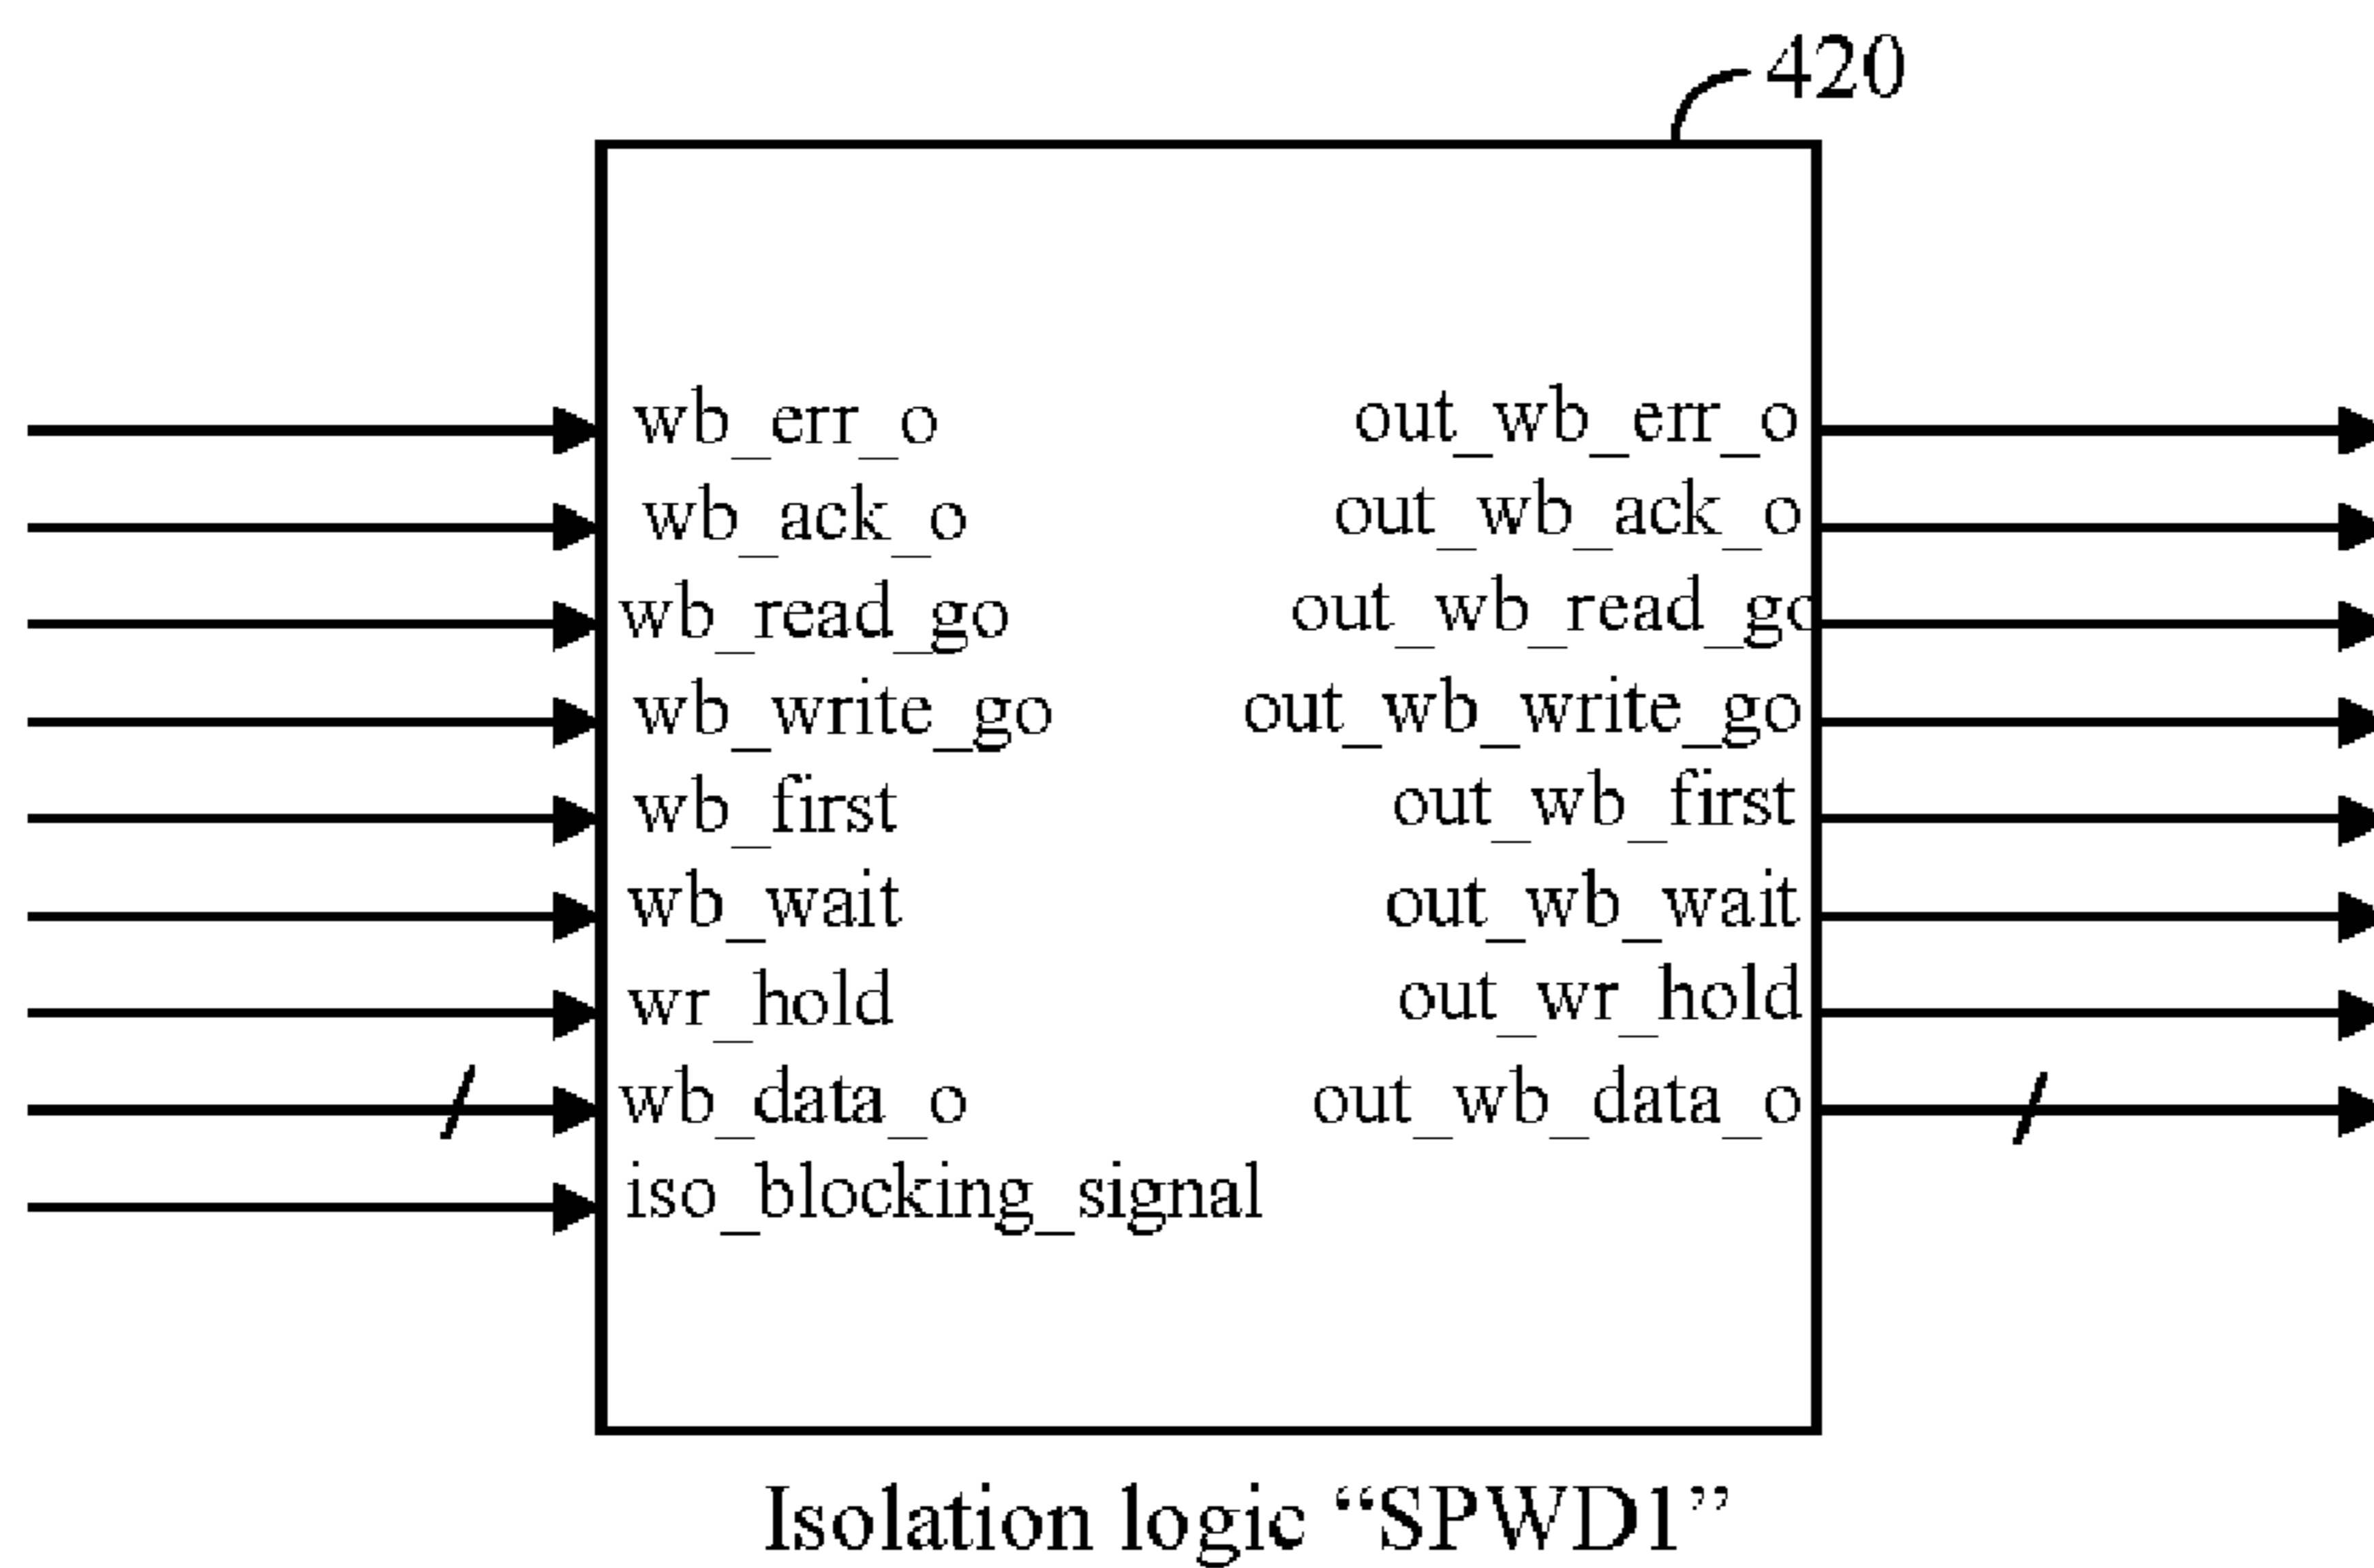 420
wb_err_o out_wb_err_o
wb_ack_o out_wb_ack_o
wb_read_go out_wb_read_go
wb_write_go out_wb_write_go
wb_first out_wb_first
wb_wait out_wb_wait
wr_hold out_wr_hold
wb_data_o out_wb_data_o
iso_blocking_signal
Isolation logic “SPWD1”